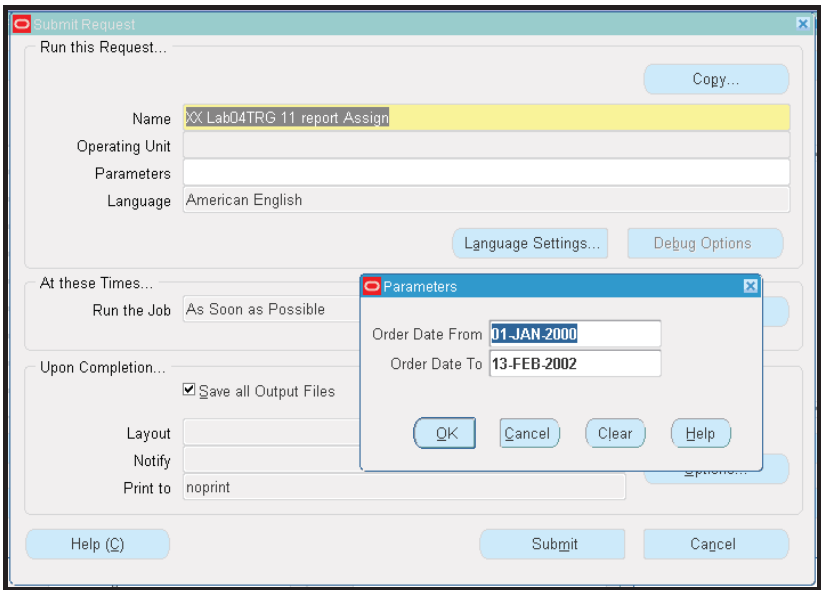 Submit Request
Run this Request...
Copy...
Name XX Lab04TRG 11 report Assign
Operating Unit
Parameters
Language American English
Language Settings... Debug Options
At these Times...
Run the Job As Soon as Possible
Parameters
Order Date From 01-JAN-2000
Order Date To 13-FEB-2002
OK Cancel Clear Help
Upon Completion...
Save all Output Files
Layout
Notify
Print to noprint
Options...
Help (C) Submit Cancel